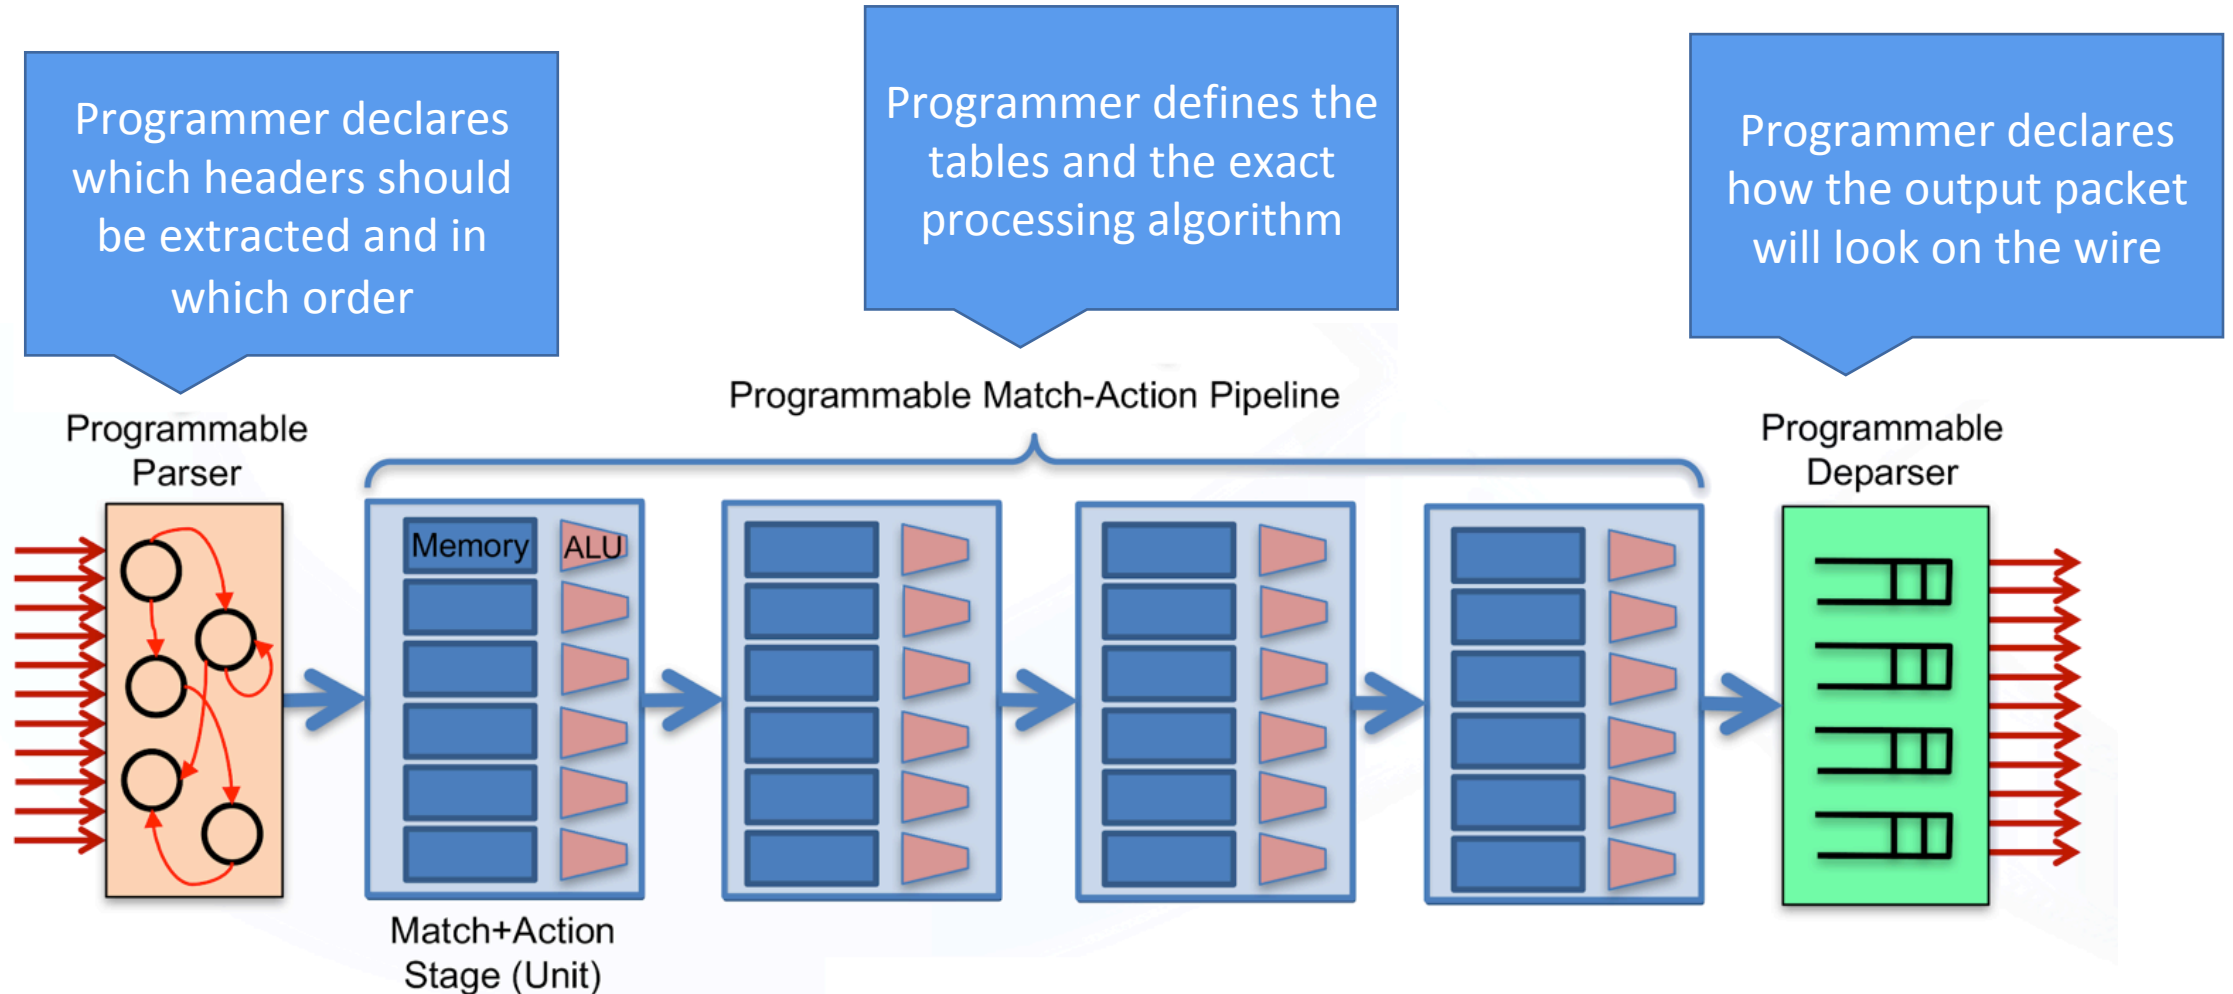 Programmer declares
which headers should
be extracted and in
which order
Programmer defines the
tables and the exact
processing algorithm
Programmer declares
how the output packet
will look on the wire
Programmable Match-Action Pipeline
Programmable
Parser
Programmable
Deparser
Memory
ALU
Match+Action
Stage (Unit)